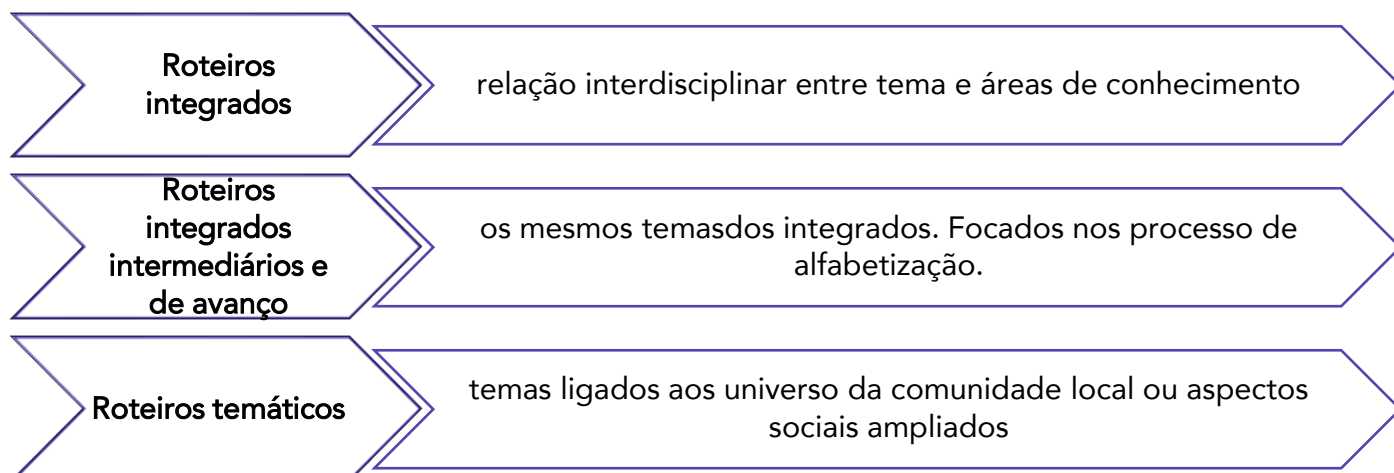 Roteiros
integrados
relação interdisciplinar entre tema e áreas de conhecimento
Roteiros
integrados
intermediários e
de avanço
os mesmos temasdos integrados. Focados nos processo de
alfabetização.
Roteiros temáticos
temas ligados aos universo da comunidade local ou aspectos
sociais ampliados